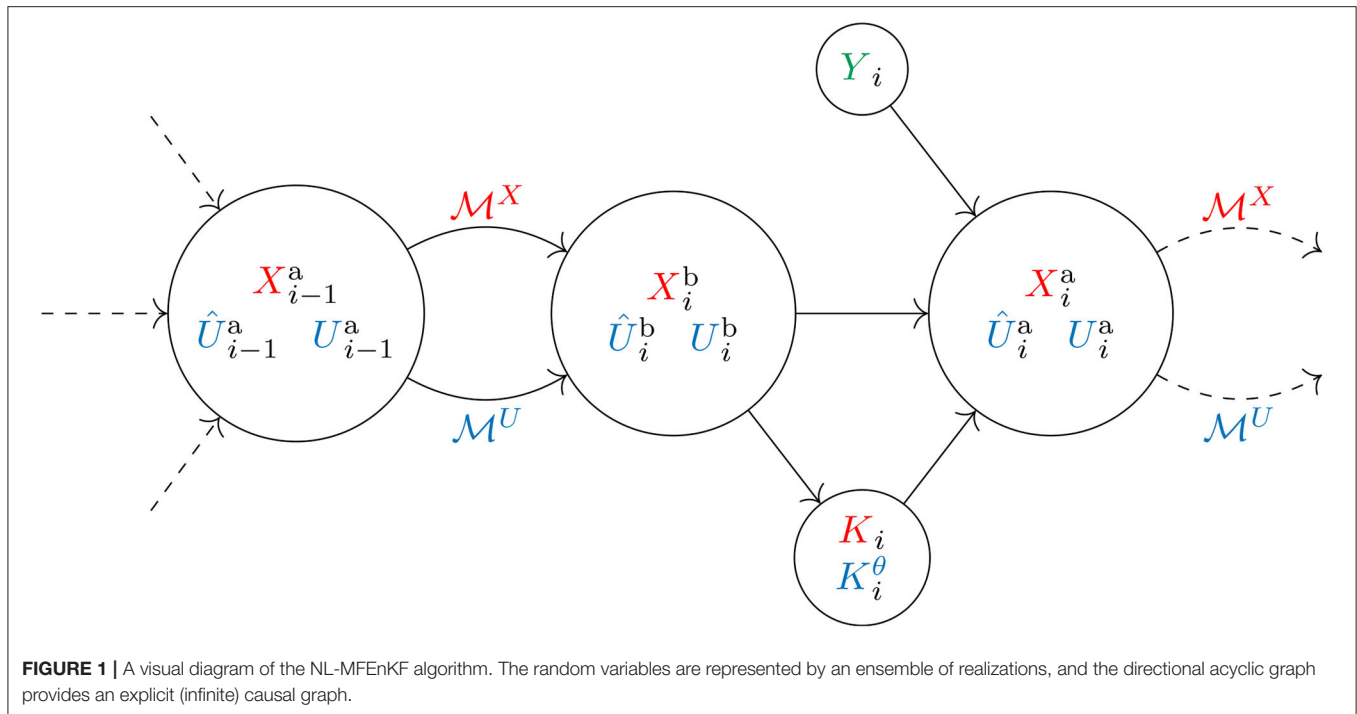 Y_i
𝓜^X
𝓜^X
X^a_{i−1}
X^b_i
X^a_i
Û^a_{i−1} U^a_{i−1}
Û^b_i U^b_i
Û^a_i U^a_i
𝓜^U
𝓜^U
K_i
K^θ_i
FIGURE 1 | A visual diagram of the NL-MFEnKF algorithm. The random variables are represented by an ensemble of realizations, and the directional acyclic graph
provides an explicit (infinite) causal graph.